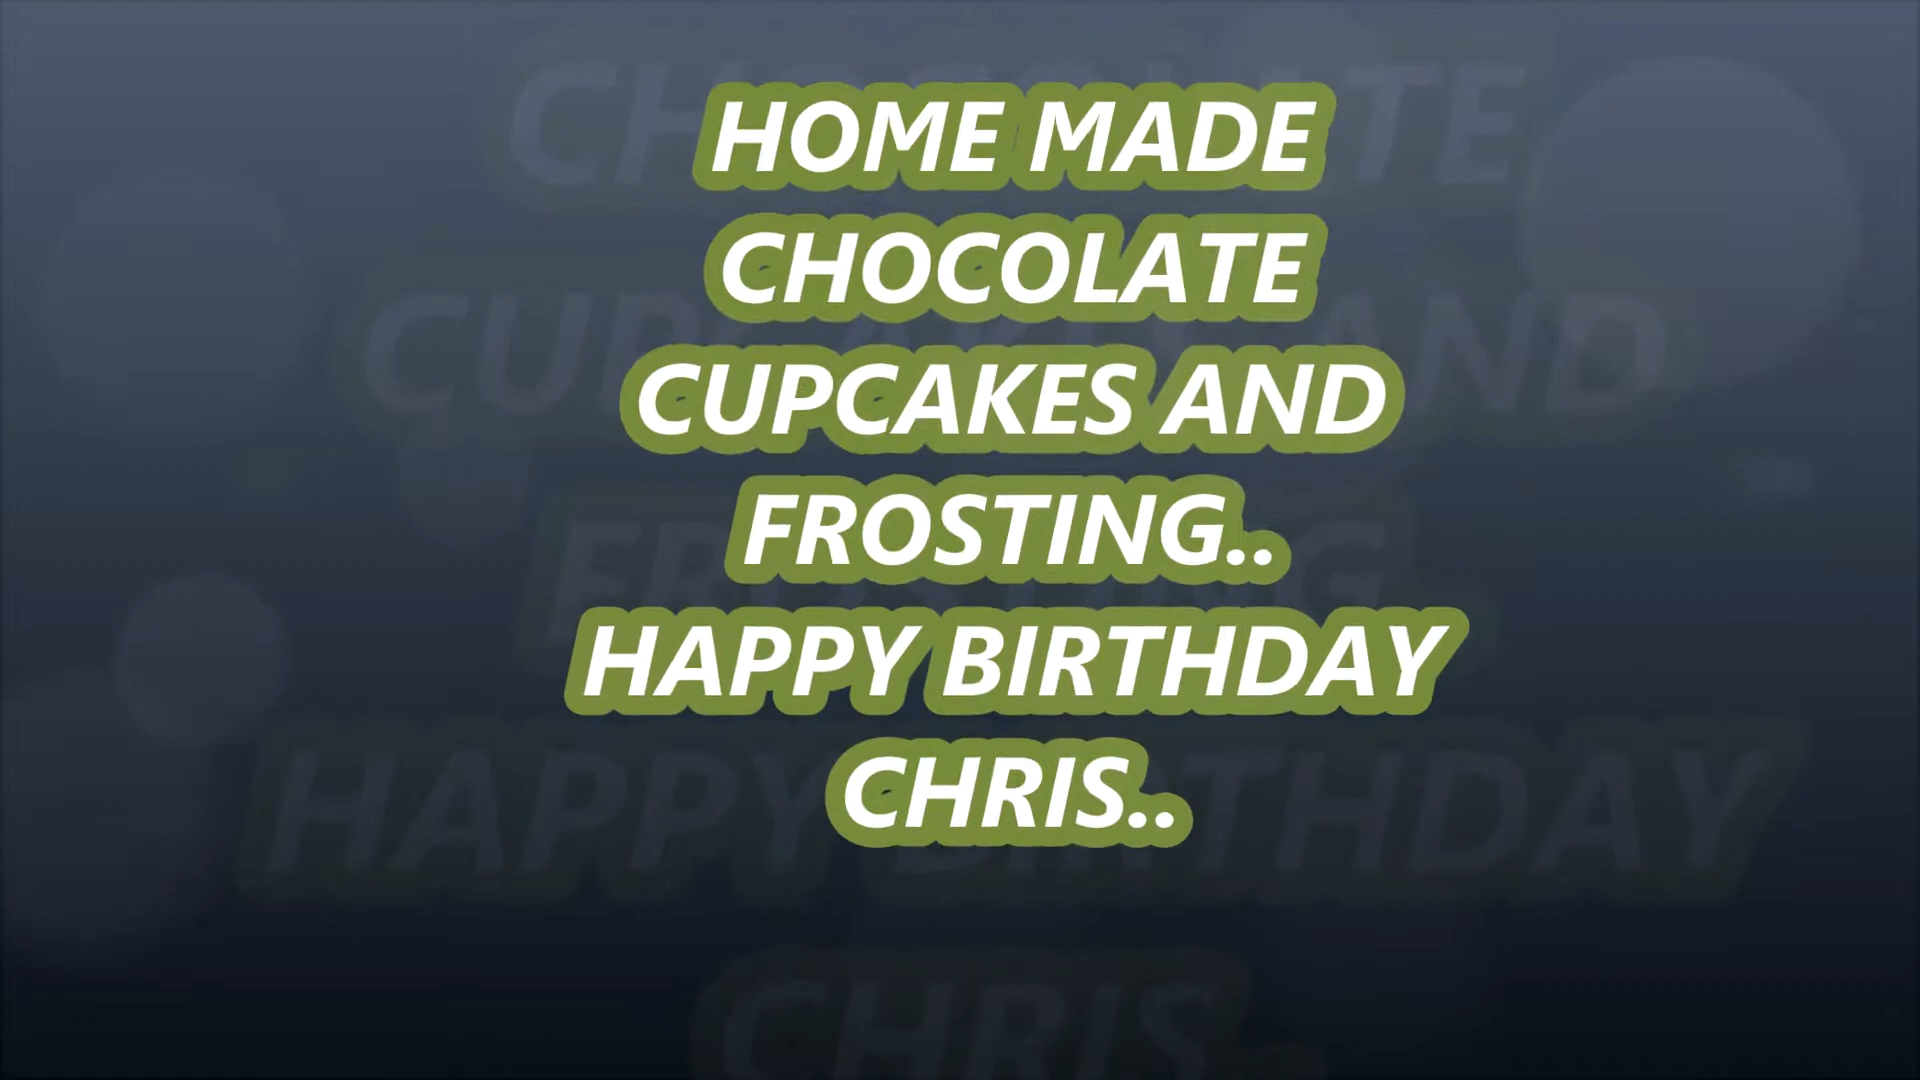 HOME MADE
CHOCOLATE
CUPCAKES AND
FROSTING..
HAPPY BIRTHDAY
CHRIS..